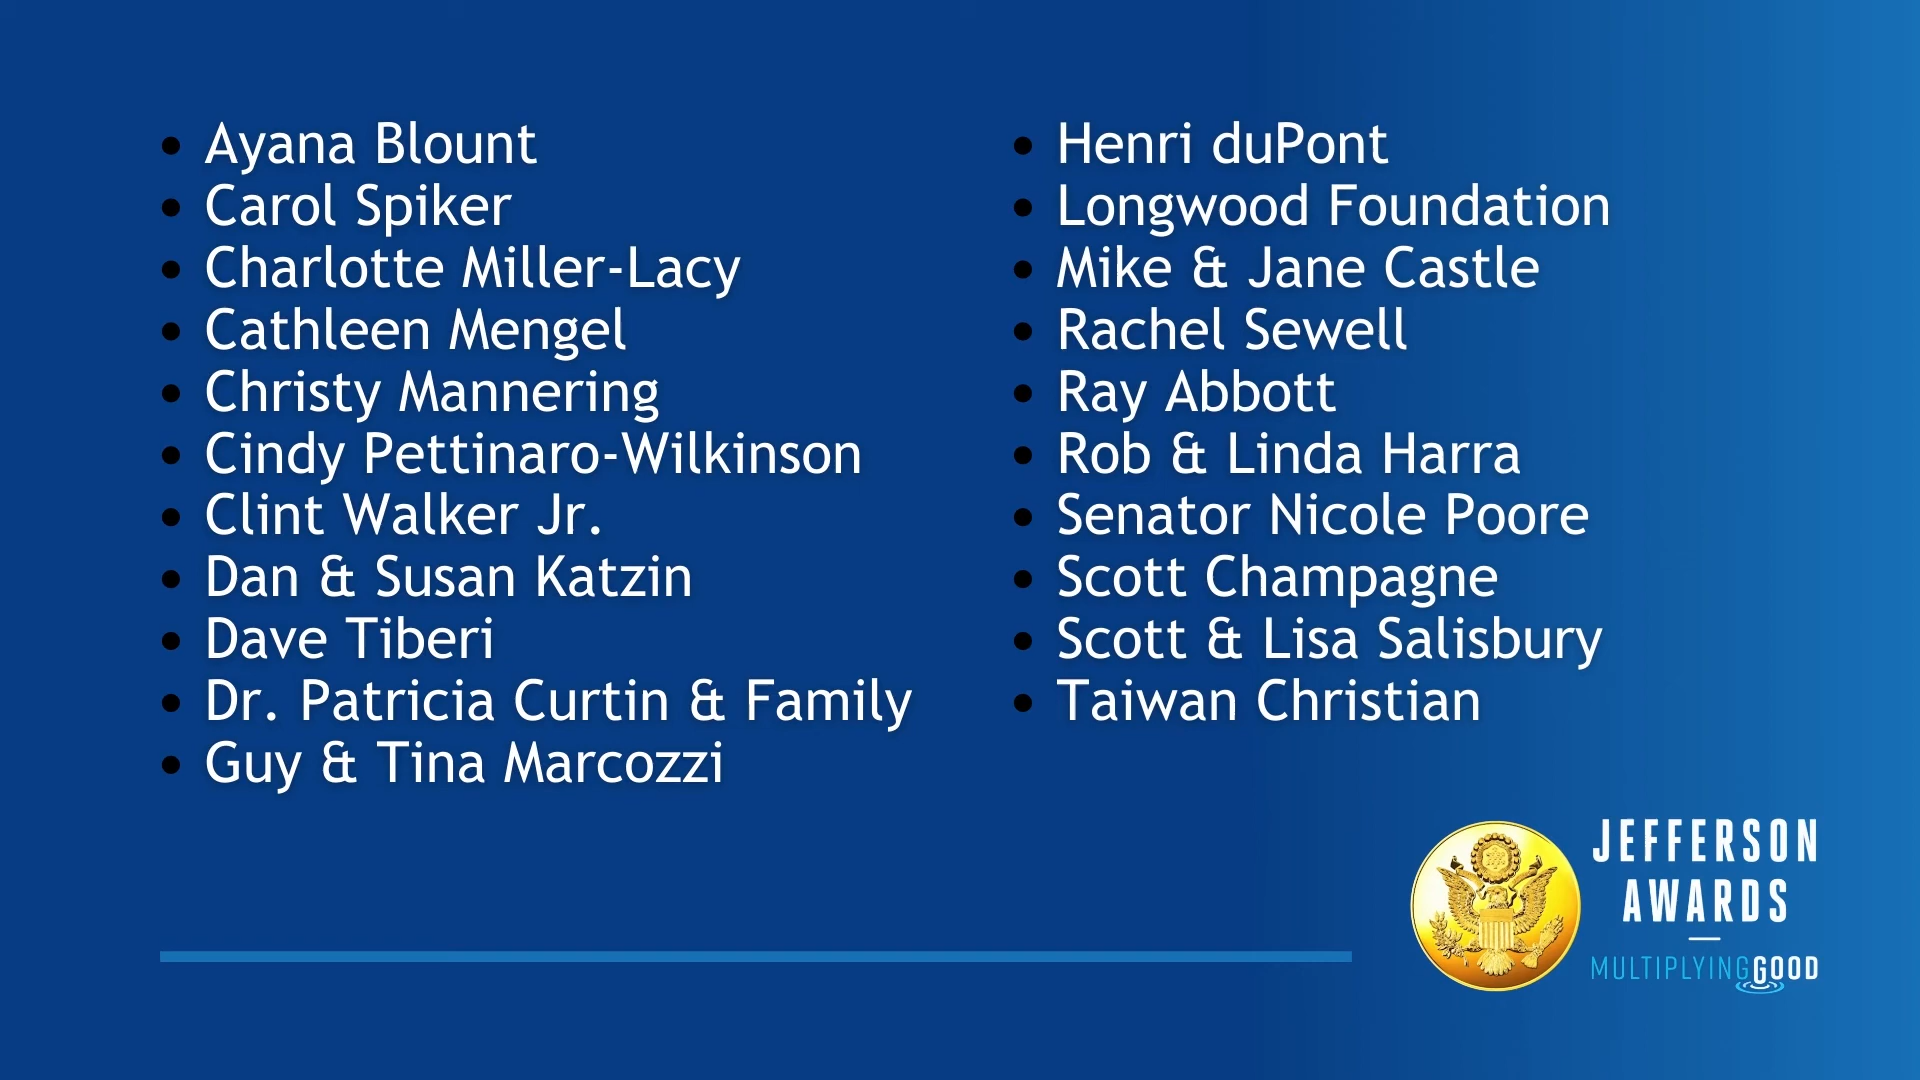 • Ayana Blount
• Carol Spiker
• Charlotte Miller-Lacy
• Cathleen Mengel
• Christy Mannering
• Cindy Pettinaro-Wilkinson
• Clint Walker Jr.
• Dan & Susan Katzin
• Dave Tiberi
• Dr. Patricia Curtin & Family
• Guy & Tina Marcozzi
• Henri duPont
• Longwood Foundation
• Mike & Jane Castle
• Rachel Sewell
• Ray Abbott
• Rob & Linda Harra
• Senator Nicole Poore
• Scott Champagne
• Scott & Lisa Salisbury
• Taiwan Christian
JEFFERSON
AWARDS
MULTIPLYINGGOOD